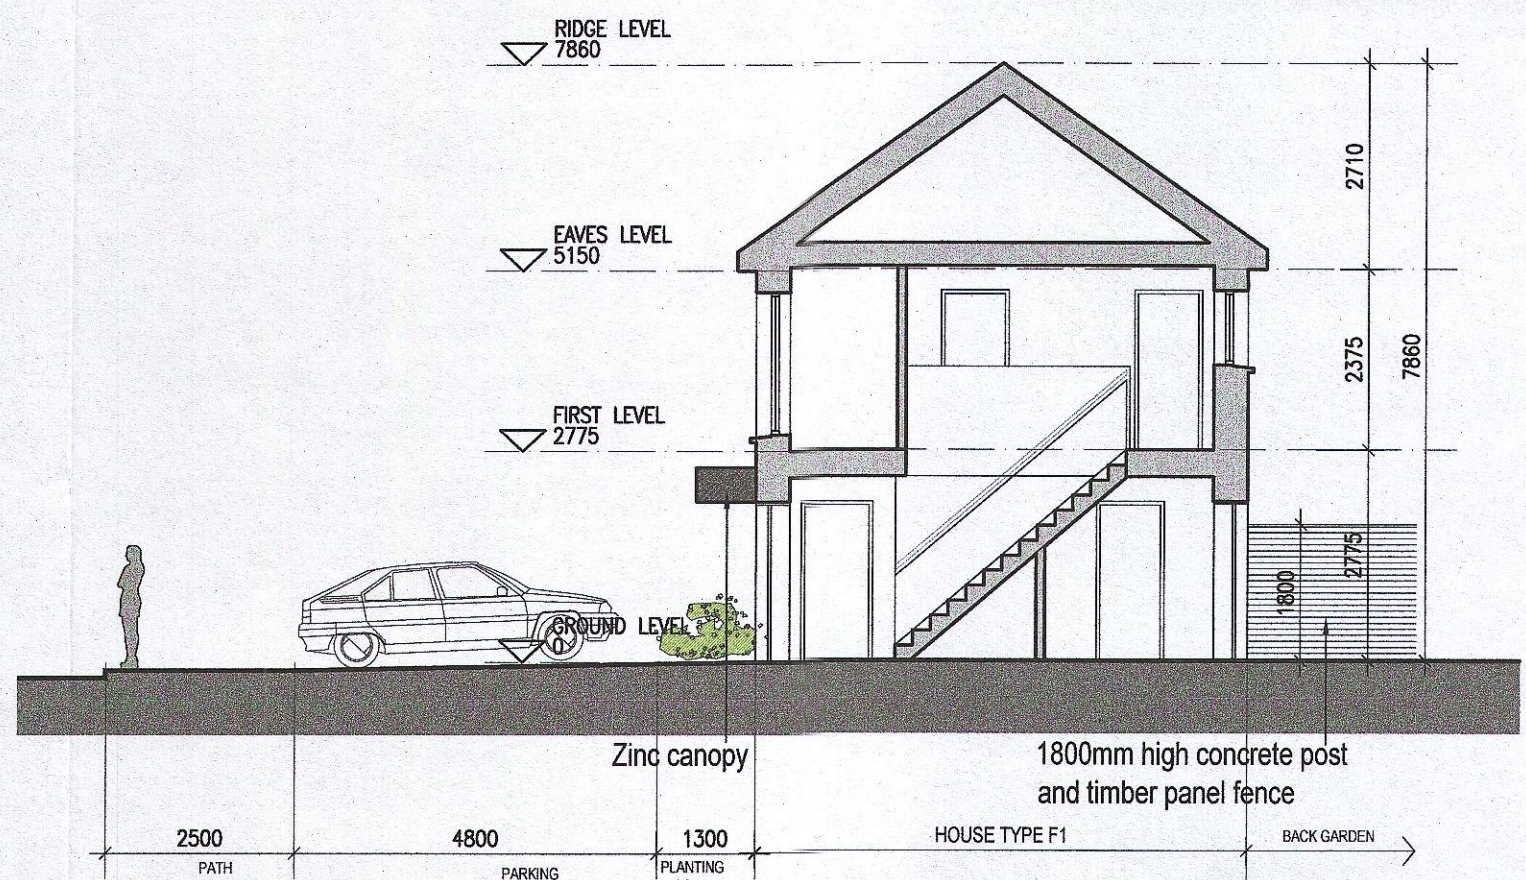 RIDGE LEVEL
7860
EAVES LEVEL
5150
FIRST LEVEL
2775
GROUND LEVEL
0
2710
2375
7860
2775
1800
Zinc canopy
1800mm high concrete post
and timber panel fence
2500
4800
1300
HOUSE TYPE F1
BACK GARDEN
PATH
PARKING
PLANTING